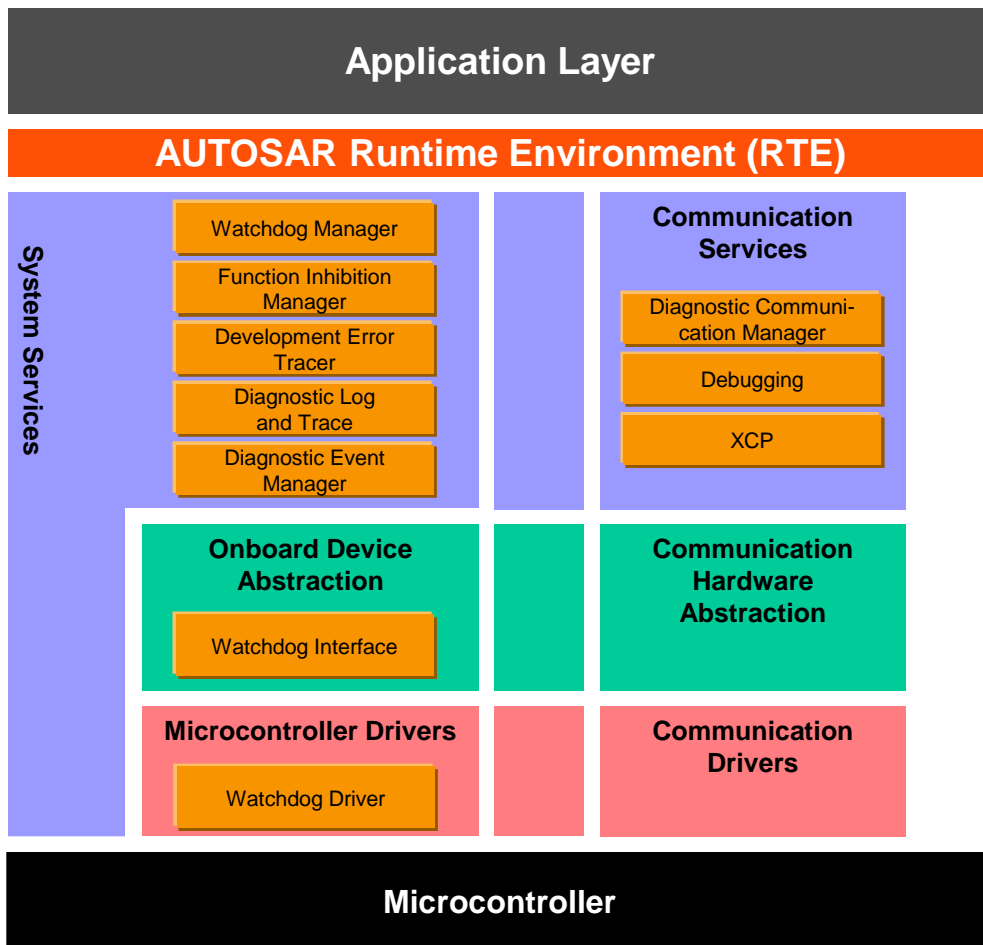 Application Layer
AUTOSAR Runtime Environment (RTE)
System Services
Watchdog Manager
Function Inhibition
Manager
Development Error
Tracer
Diagnostic Log
and Trace
Diagnostic Event
Manager
Communication
Services
Diagnostic Communi-
cation Manager
Debugging
XCP
Onboard Device
Abstraction
Watchdog Interface
Communication
Hardware
Abstraction
Microcontroller Drivers
Watchdog Driver
Communication
Drivers
Microcontroller